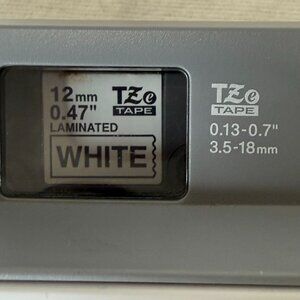 12mm
0.47"
LAMINATED
TZe
TAPE
WHITE
TZe
TAPE
0.13-0.7"
3.5-18mm